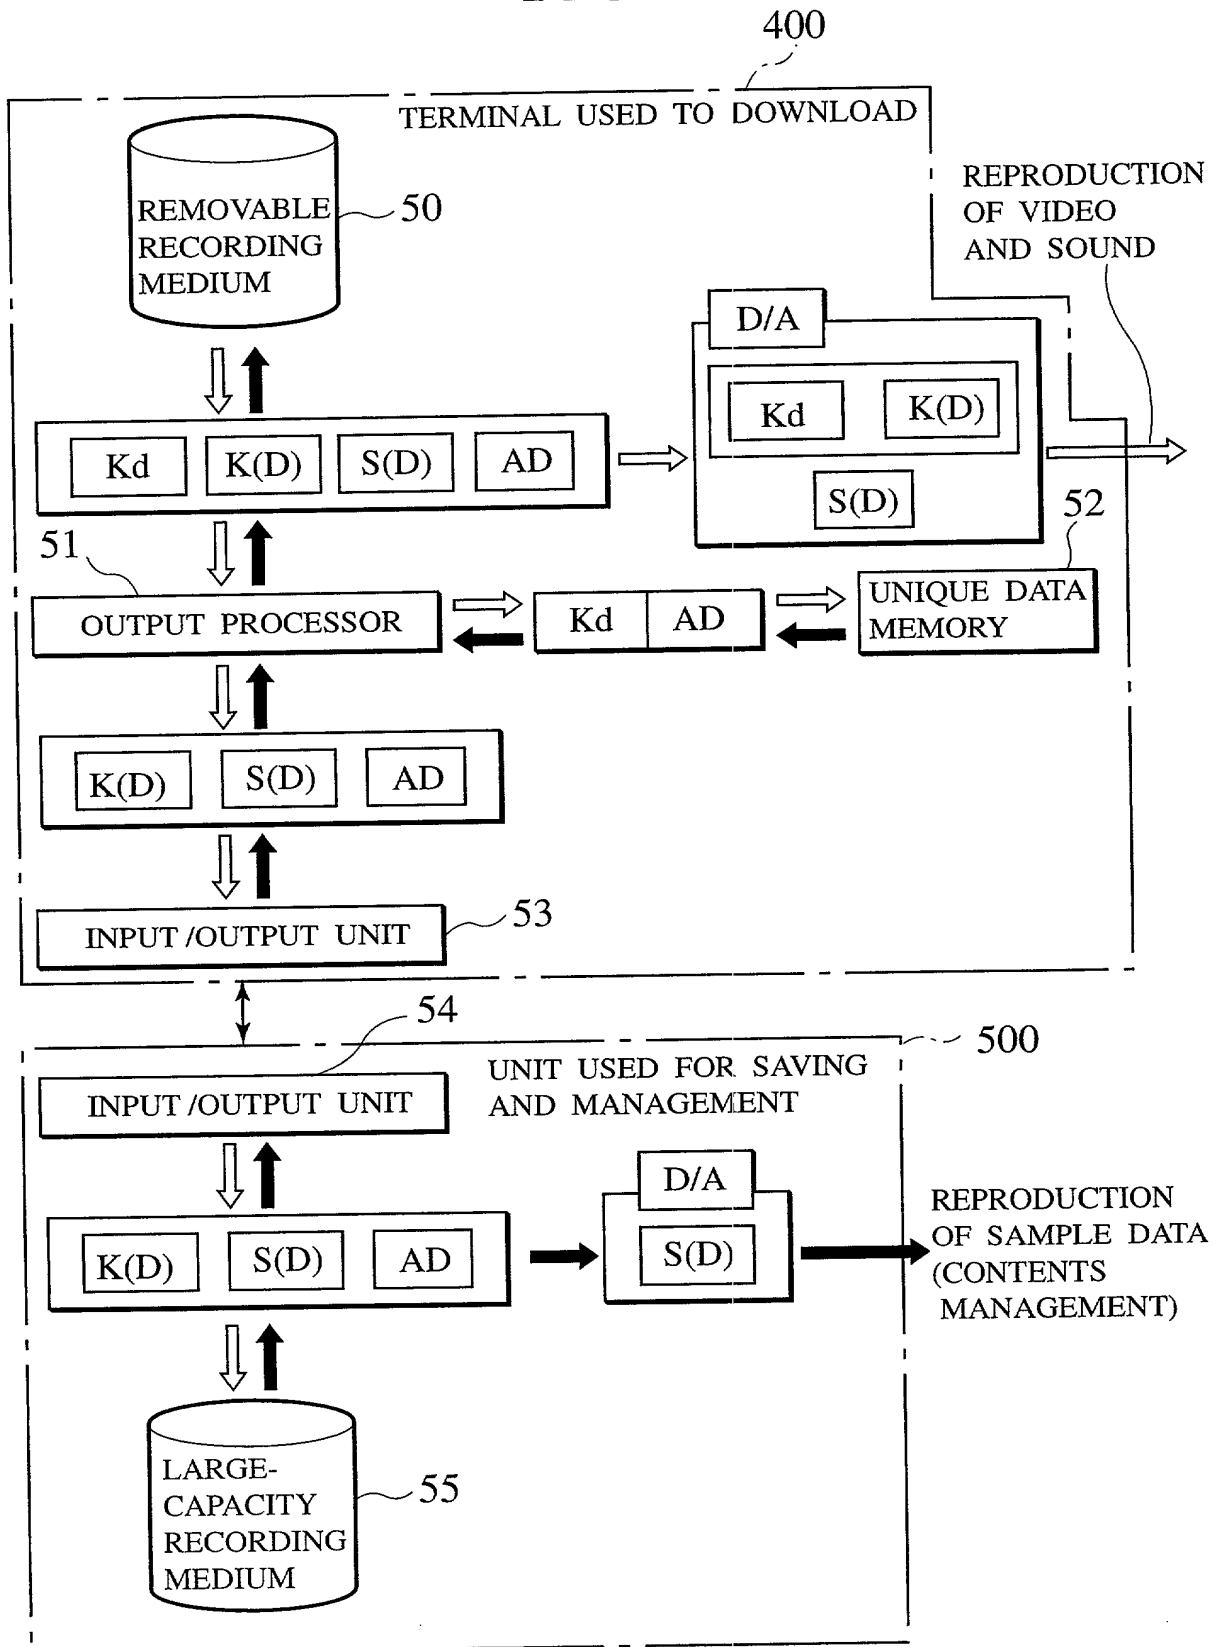 400
TERMINAL USED TO DOWNLOAD
REMOVABLE
RECORDING
MEDIUM
50
REPRODUCTION
OF VIDEO
AND SOUND
D/A
Kd
K(D)
S(D)
Kd
K(D)
S(D)
AD
51
52
OUTPUT PROCESSOR
Kd
AD
UNIQUE DATA
MEMORY
K(D)
S(D)
AD
INPUT/OUTPUT UNIT
53
54
500
UNIT USED FOR SAVING
AND MANAGEMENT
INPUT/OUTPUT UNIT
D/A
S(D)
K(D)
S(D)
AD
REPRODUCTION
OF SAMPLE DATA
(CONTENTS
MANAGEMENT)
LARGE-
CAPACITY
RECORDING
MEDIUM
55